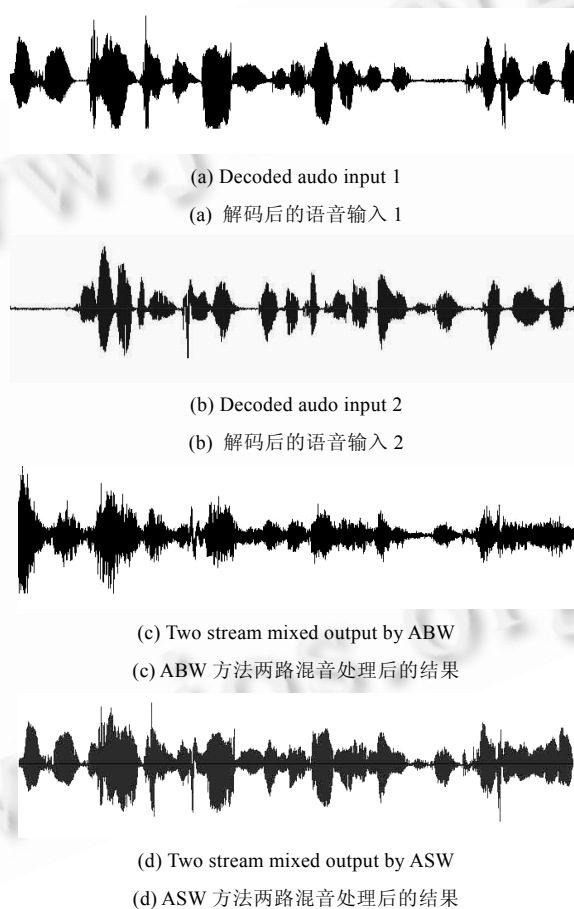 (a) Decoded audo input 1
(a) 解码后的语音输入 1
(b) Decoded audo input 2
(b) 解码后的语音输入 2
(c) Two stream mixed output by ABW
(c) ABW 方法两路混音处理后的结果
(d) Two stream mixed output by ASW
(d) ASW 方法两路混音处理后的结果